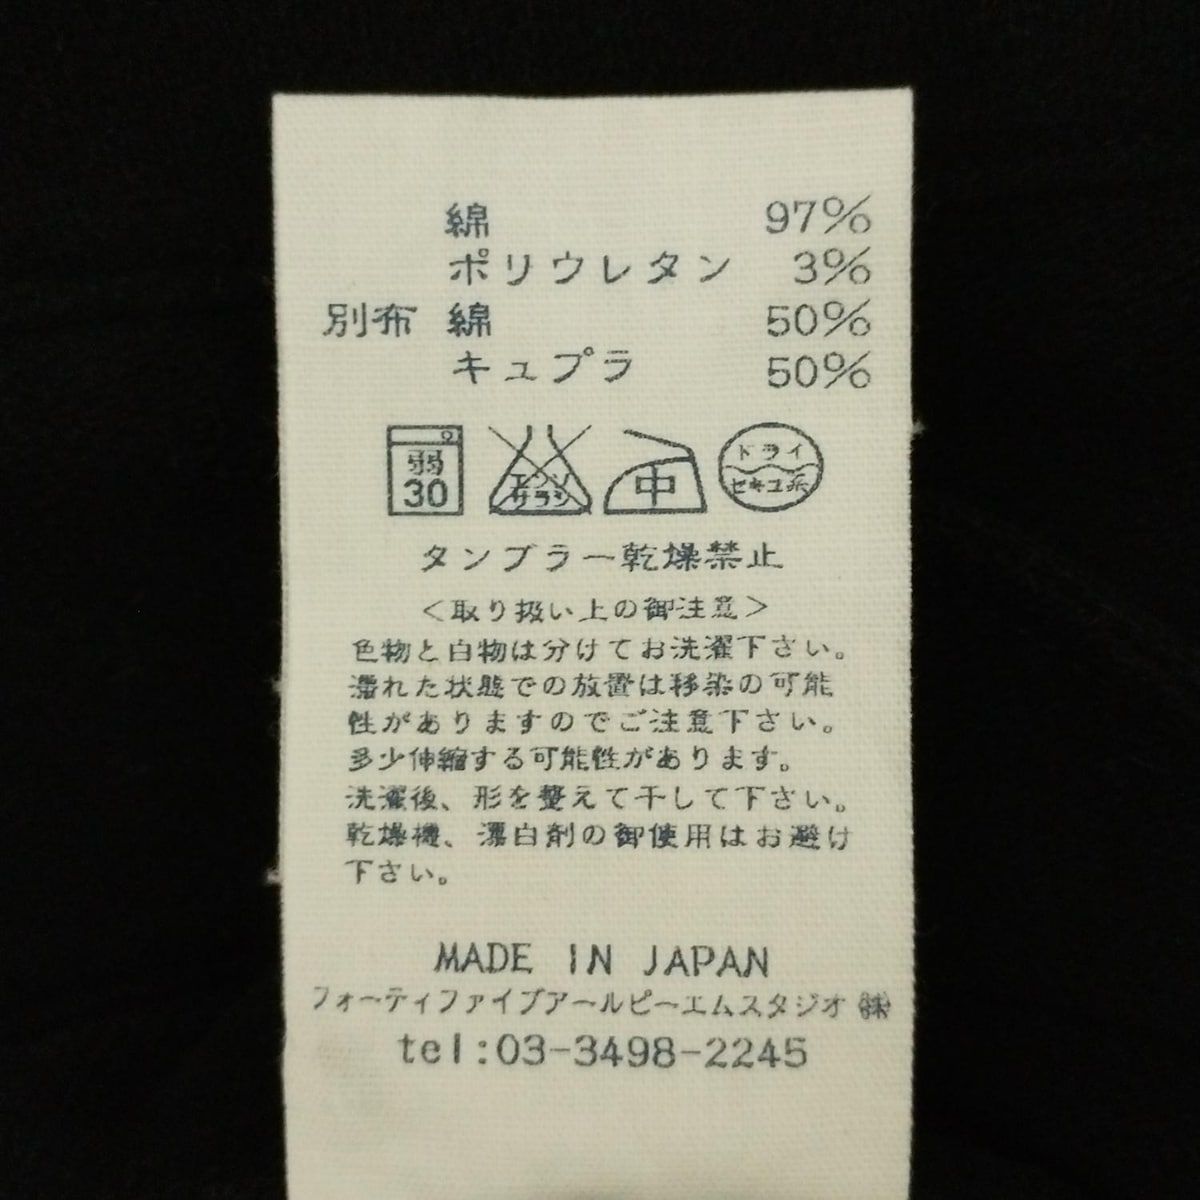 綿 97%
ポリウレタン 3%
別布 綿 50%
キュプラ 50%
弱 30
エンソ サラシ
中
ドライ セキユ系
タンブラー乾燥禁止
<取り扱い上の御注意>
色物と白物は分けてお洗濯下さい。
濡れた状態での放置は移染の可能
性がありますのでご注意下さい。
多少伸縮する可能性があります。
洗濯後、形を整えて干して下さい。
乾燥機、漂白剤の御使用はお避け
下さい。
MADE IN JAPAN
フォーティファイブアールピーエムスタジオ㈱
tel:03-3498-2245